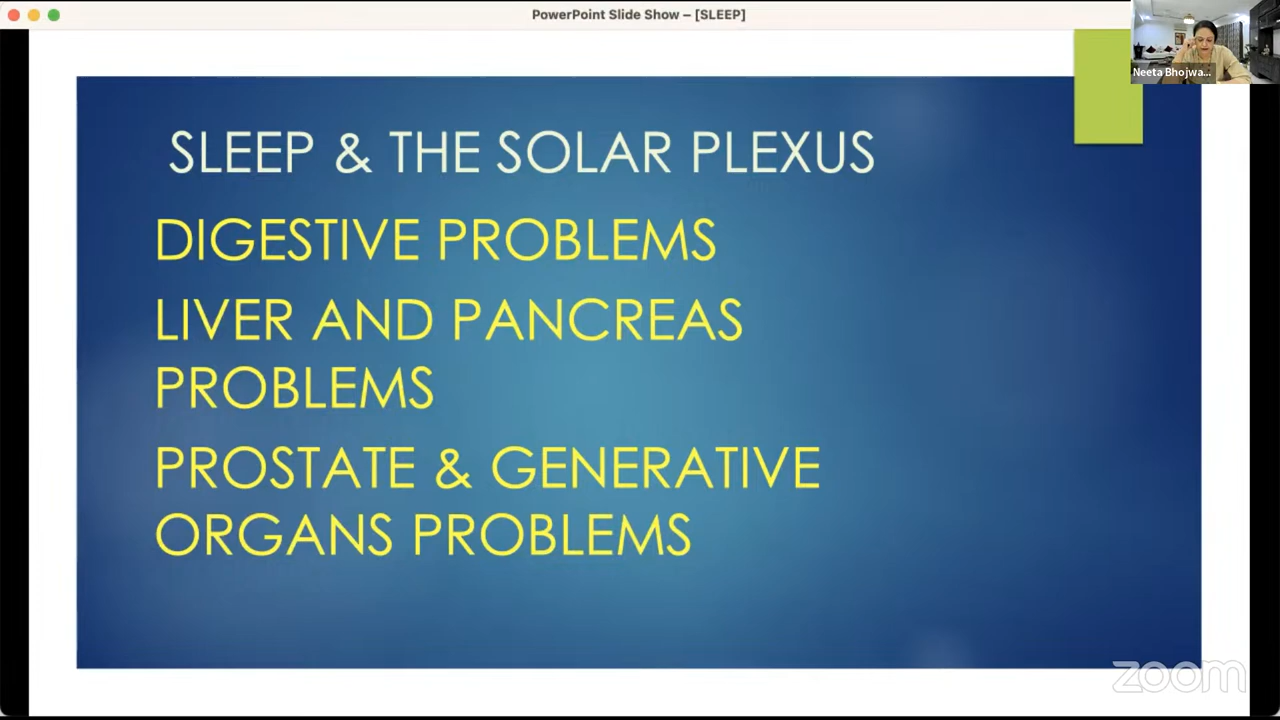 PowerPoint Slide Show – [SLEEP]
Neeta Bhojwa...
SLEEP & THE SOLAR PLEXUS
DIGESTIVE PROBLEMS
LIVER AND PANCREAS
PROBLEMS
PROSTATE & GENERATIVE
ORGANS PROBLEMS
zoom